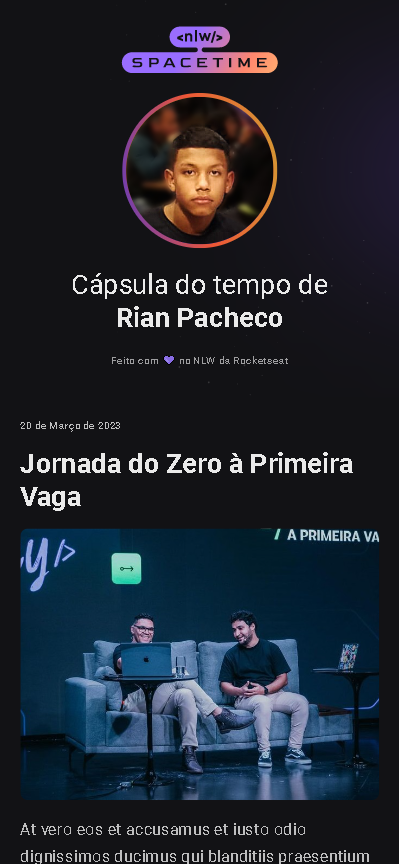 <nlw/>
SPACETIME
Cápsula do tempo de
Rian Pacheco
Feito com 💜 no NLW da Rocketseat
20 de Março de 2023
Jornada do Zero à Primeira
Vaga
y/>
/ A PRIMEIRA VA
At vero eos et accusamus et iusto odio
dignissimos ducimus qui blanditiis praesentium